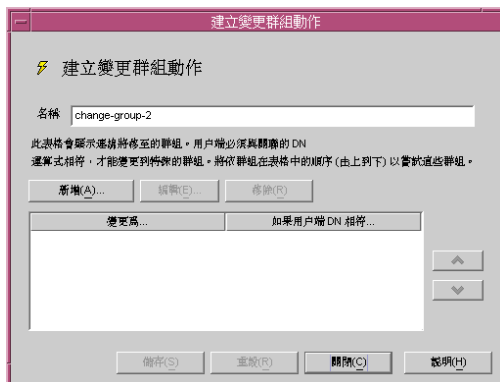 建立變更群組動作
建立變更群組動作
名稱 change-group-2
此表格會顯示連線將移至的群組。用戶端必須與關聯的 DN
運算式相符，才能變更到特殊的群組。將依群組在表格中的順序 (由上到下) 以嘗試這些群組。
新增(A)... 編輯(E)... 移除(R)
變更為... 如果用戶端 DN 相符...
儲存(S) 重設(R) 關閉(C) 說明(H)